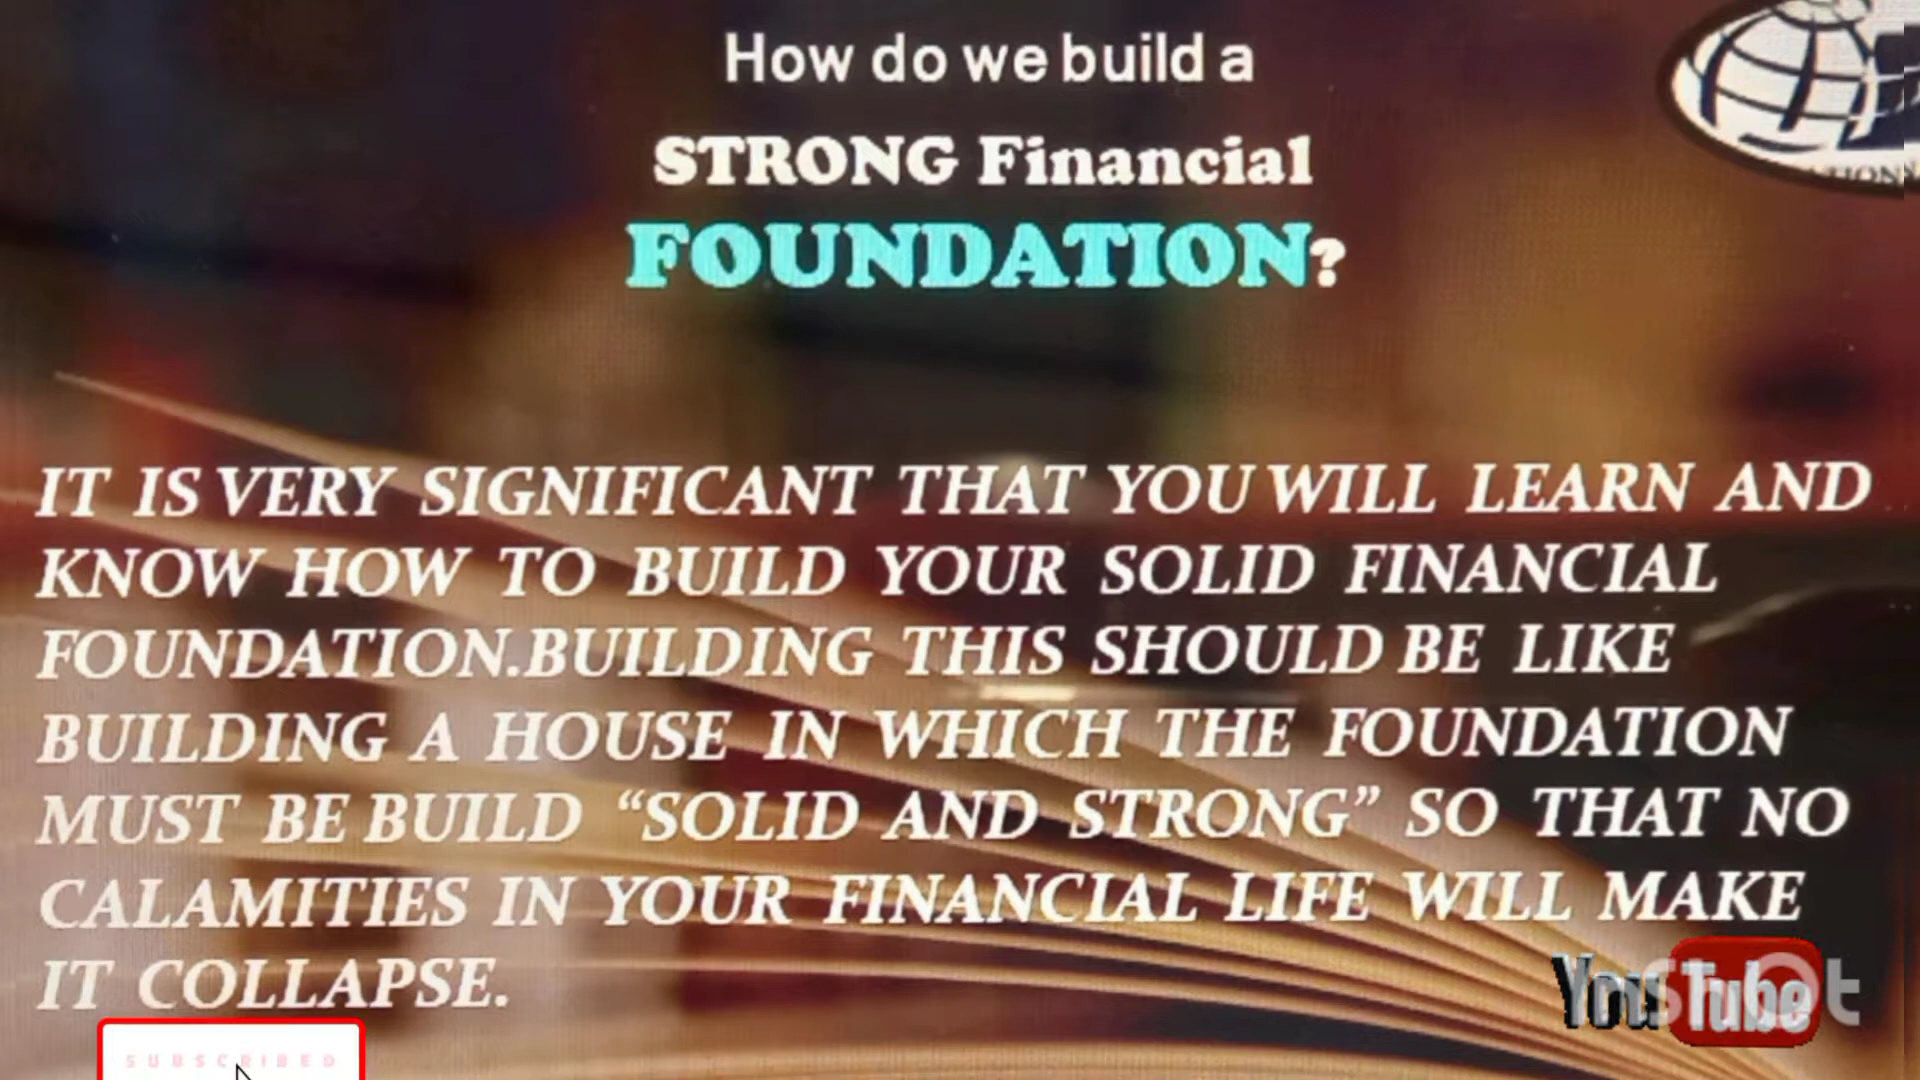 How do we build a
STRONG Financial
FOUNDATION?
IT IS VERY SIGNIFICANT THAT YOU WILL LEARN AND
KNOW HOW TO BUILD YOUR SOLID FINANCIAL
FOUNDATION.BUILDING THIS SHOULD BE LIKE
BUILDING A HOUSE IN WHICH THE FOUNDATION
MUST BE BUILD “SOLID AND STRONG” SO THAT NO
CALAMITIES IN YOUR FINANCIAL LIFE WILL MAKE
IT COLLAPSE.
YouTube
SUBSCRIBED